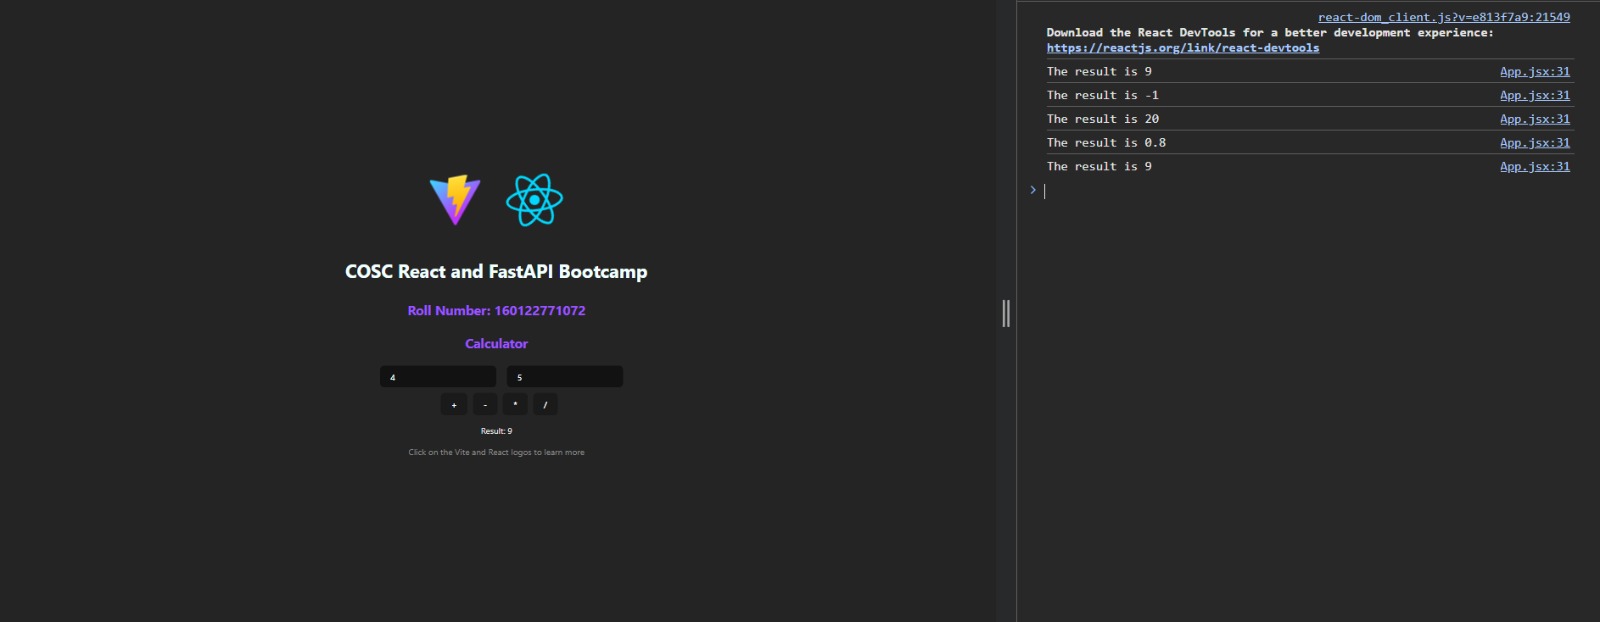 COSC React and FastAPI Bootcamp
Roll Number: 160122771072
Calculator
4 5
+ - * /
Result: 9
Click on the Vite and React logos to learn more
react-dom_client.js?v=e813f7a9:21549
Download the React DevTools for a better development experience:
https://reactjs.org/link/react-devtools
The result is 9 App.jsx:31
The result is -1 App.jsx:31
The result is 20 App.jsx:31
The result is 0.8 App.jsx:31
The result is 9 App.jsx:31
>